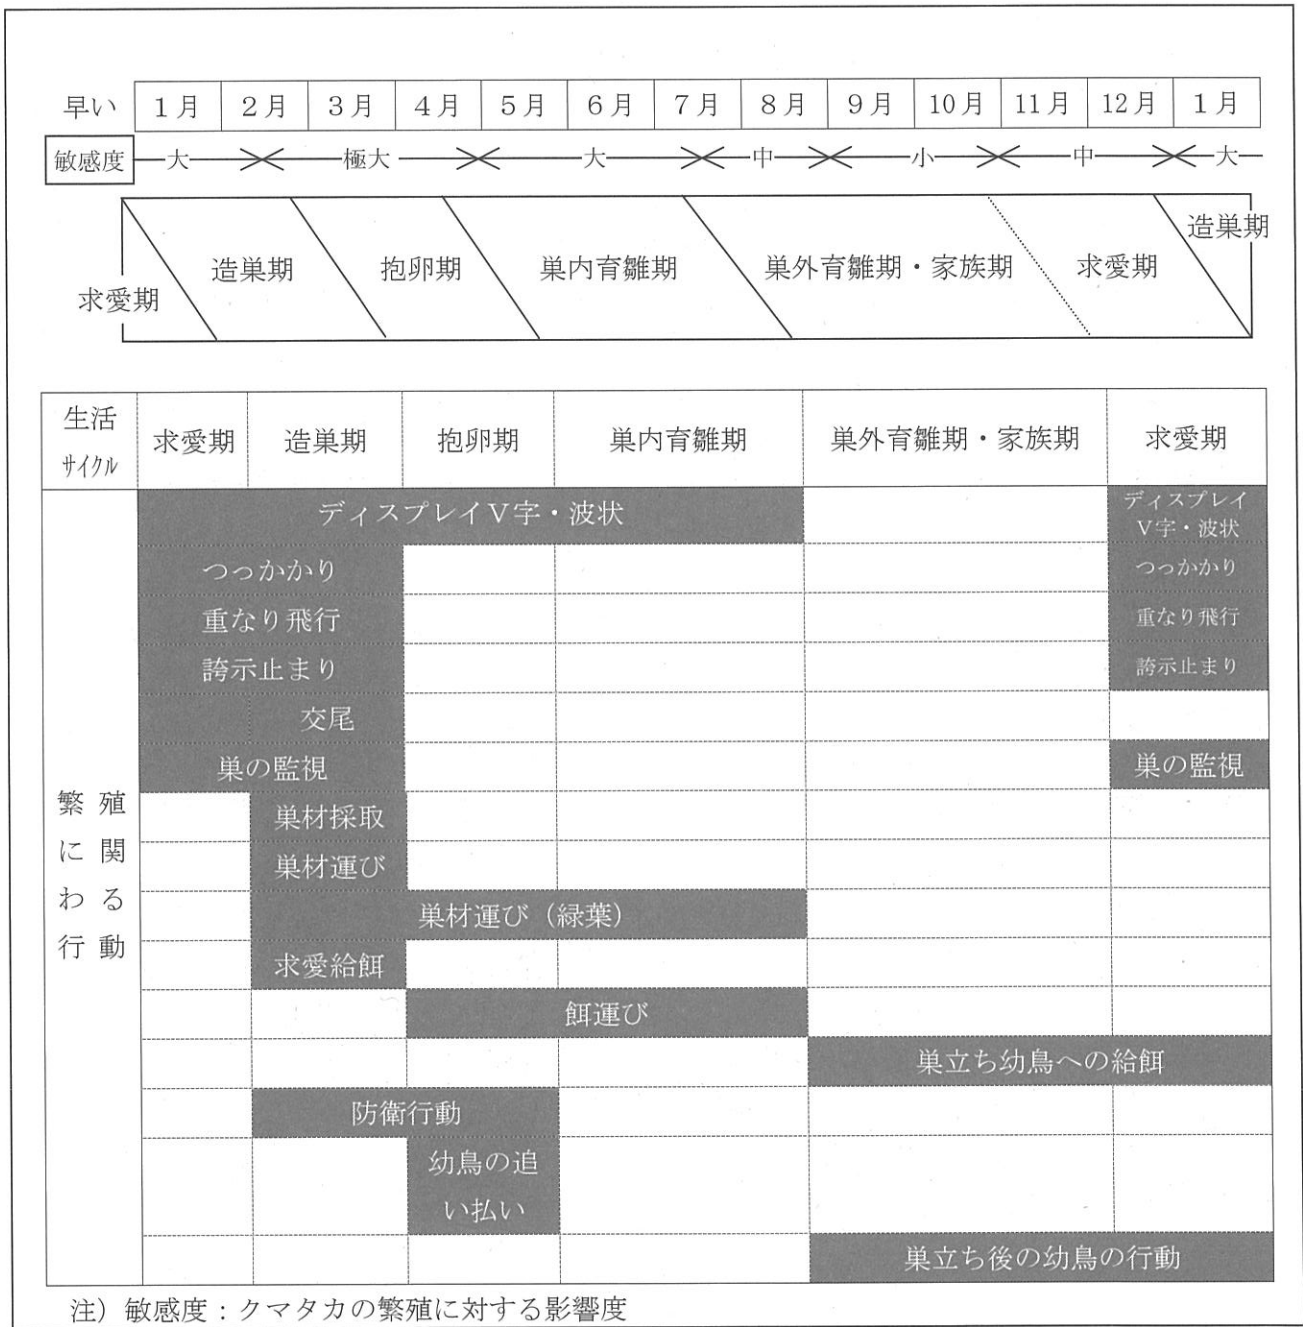 早い 1月 2月 3月 4月 5月 6月 7月 8月 9月 10月 11月 12月 1月
敏感度 大 極大 大 中 小 中 大
求愛期 造巣期 抱卵期 巣内育雛期 巣外育雛期・家族期 求愛期 造巣期
生活
サイクル
求愛期 造巣期 抱卵期 巣内育雛期 巣外育雛期・家族期 求愛期
繁殖
に関
わる
行動
ディスプレイV字・波状
ディスプレイ
V字・波状
つっかかり つっかかり
重なり飛行 重なり飛行
誇示止まり 誇示止まり
交尾
巣の監視 巣の監視
巣材採取
巣材運び
巣材運び（緑葉）
求愛給餌
餌運び
巣立ち幼鳥への給餌
防衛行動
幼鳥の追
い払い
巣立ち後の幼鳥の行動
注）敏感度：クマタカの繁殖に対する影響度